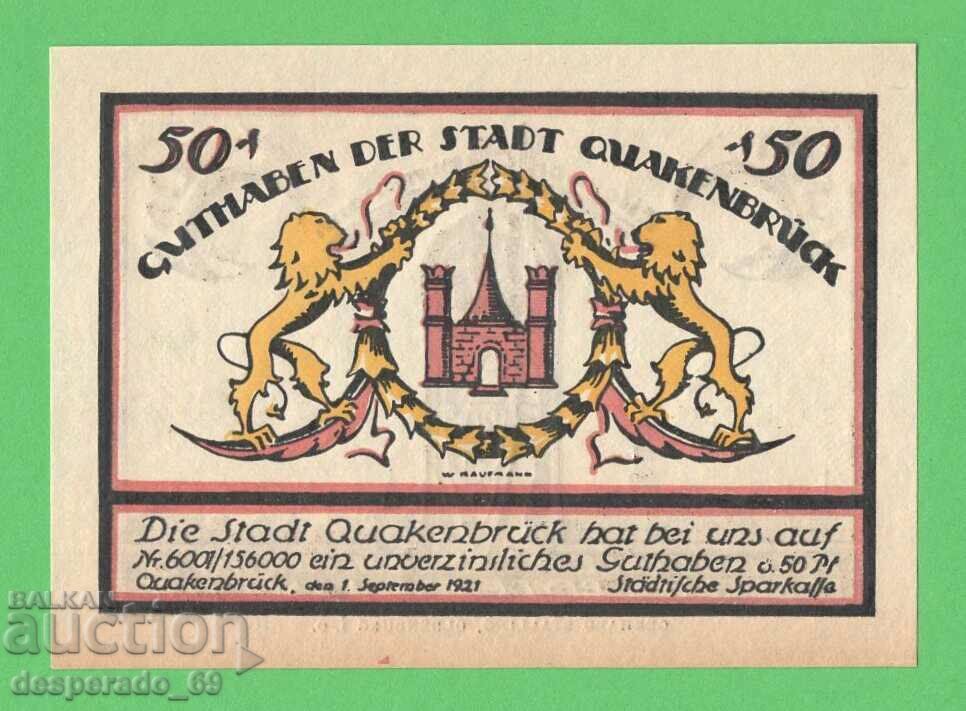 50 ₰
₰ 50
GUTHABEN DER STADT QUAKENBRÜCK
W KAUFMANN
Die Stadt Quakenbrück hat bei uns auf
Nr. 6001/156000 ein unverzinsliches Guthaben ü. 50 Pf
Quakenbrück, den 1. September 1921 Städtische Sparkasse
BALKAN
auction
desperado_69